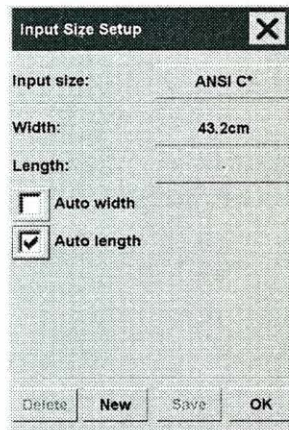 Input Size Setup
Input size: ANSI C*
Width: 43.2cm
Length: -
Auto width
Auto length
Delete New Save OK